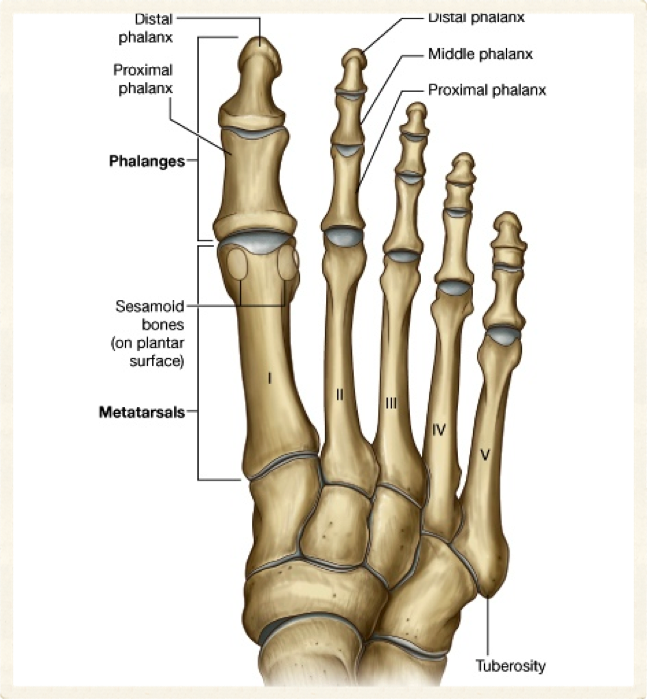 Distal
phalanx
Proximal
phalanx
Phalanges
Sesamoid
bones
(on plantar
surface)
Metatarsals
Distal phalanx
Middle phalanx
Proximal phalanx
I
II
III
IV
V
Tuberosity